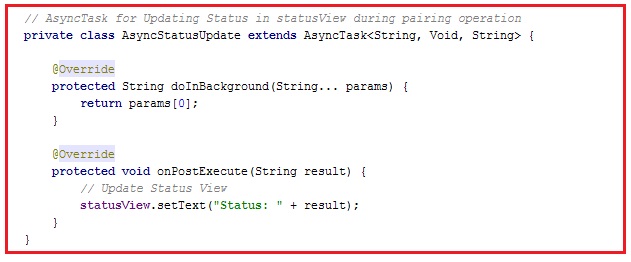 // AsyncTask for Updating Status in statusView during pairing operation
private class AsyncStatusUpdate extends AsyncTask<String, Void, String> {
@Override
protected String doInBackground(String... params) {
return params[0];
}
@Override
protected void onPostExecute(String result) {
// Update Status View
statusView.setText("Status: " + result);
}
}